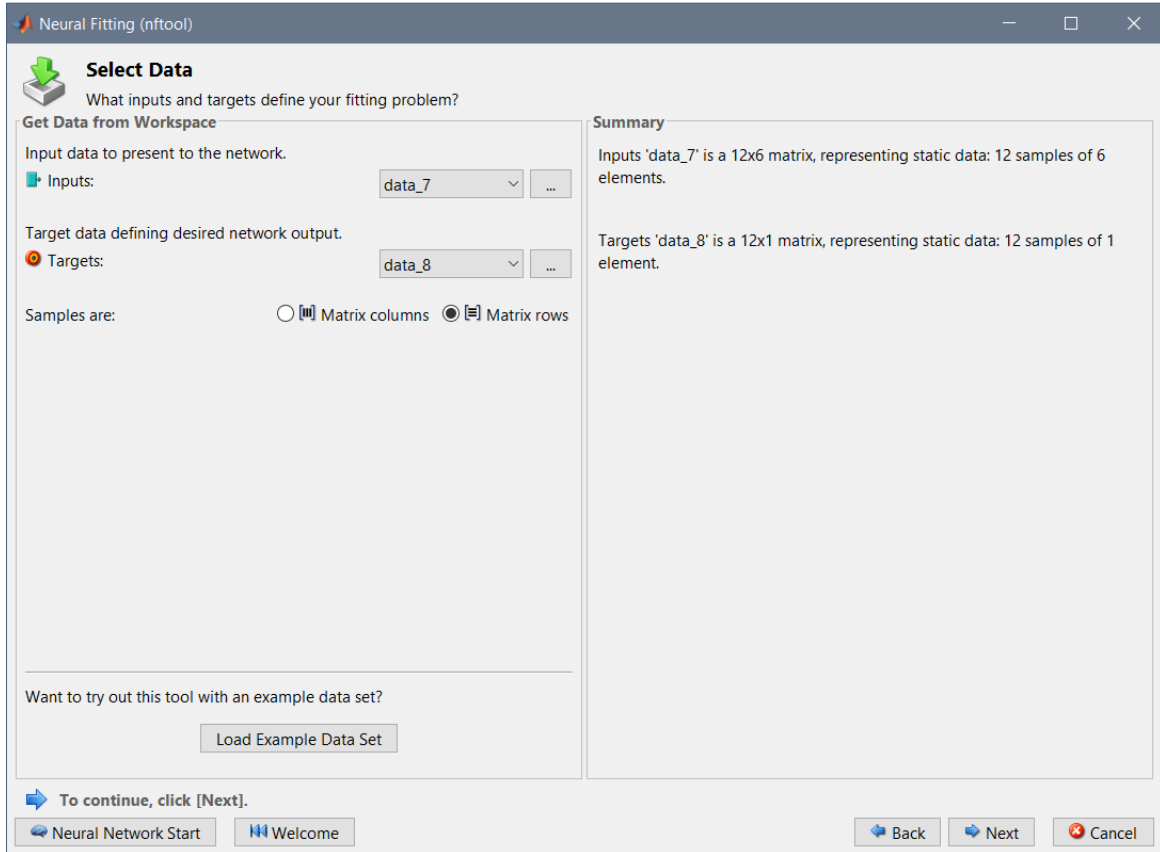 Neural Fitting (nftool)
Select Data
What inputs and targets define your fitting problem?
Get Data from Workspace
Input data to present to the network.
Inputs:
data_7
...
Target data defining desired network output.
Targets:
data_8
...
Samples are:
Matrix columns
Matrix rows
Want to try out this tool with an example data set?
Load Example Data Set
Summary
Inputs 'data_7' is a 12x6 matrix, representing static data: 12 samples of 6
elements.
Targets 'data_8' is a 12x1 matrix, representing static data: 12 samples of 1
element.
To continue, click [Next].
Neural Network Start
Welcome
Back
Next
Cancel